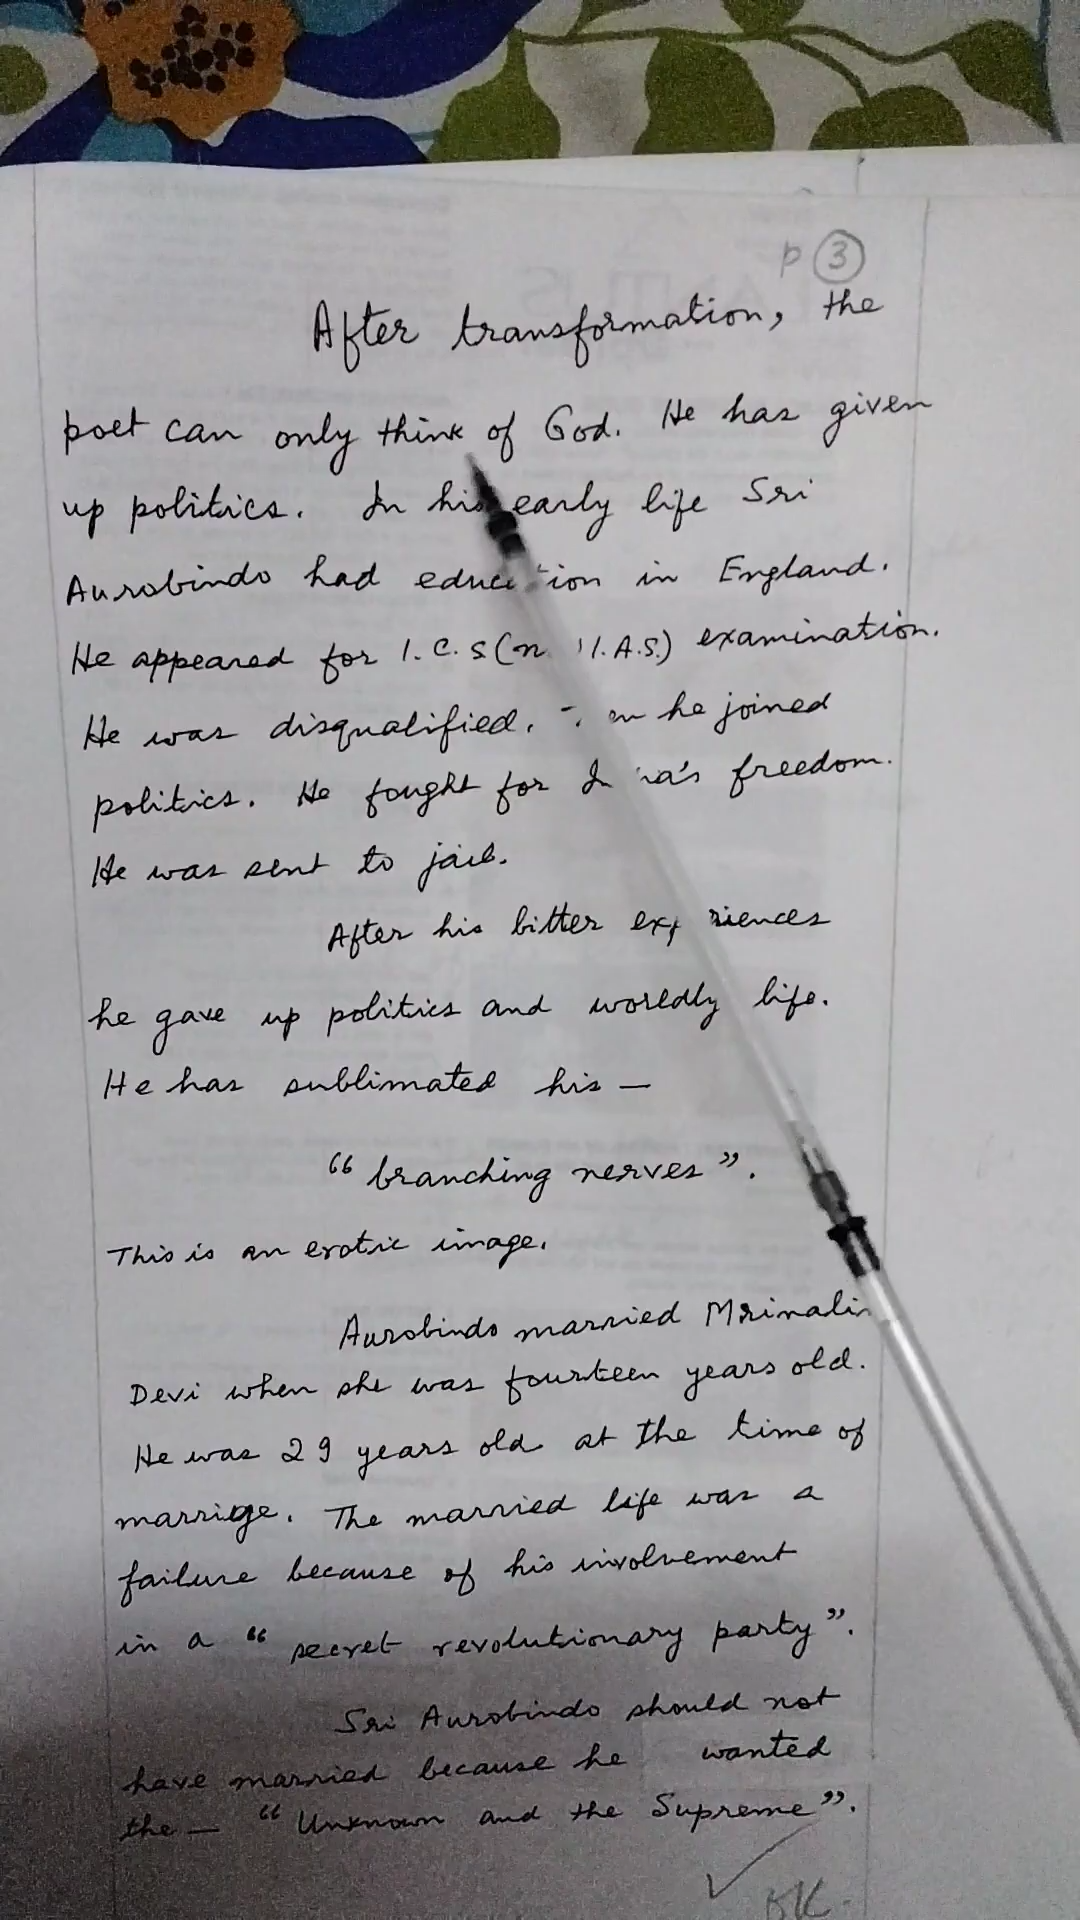 p 3
After transformation, the
poet can only think of God. He has given
up politics. In his early life Sri
Aurobindo had education in England.
He appeared for I.C.S ( I.A.S.) examination.
He was disqualified. he joined
politics. He fought for India's freedom.
He was sent to jail.
After his bitter experiences
he gave up politics and worldly life.
He has sublimated his —
“ branching nerves ”.
This is an erotic image.
Aurobindo married
Devi when she was fourteen years old.
He was 29 years old at the time of
marrige. The married life was a
failure because of his involvement
in a “ secret revolutionary party ”.
Sri Aurobindo should not
have married because he wanted
the — “ Unknown and the Supreme ”.